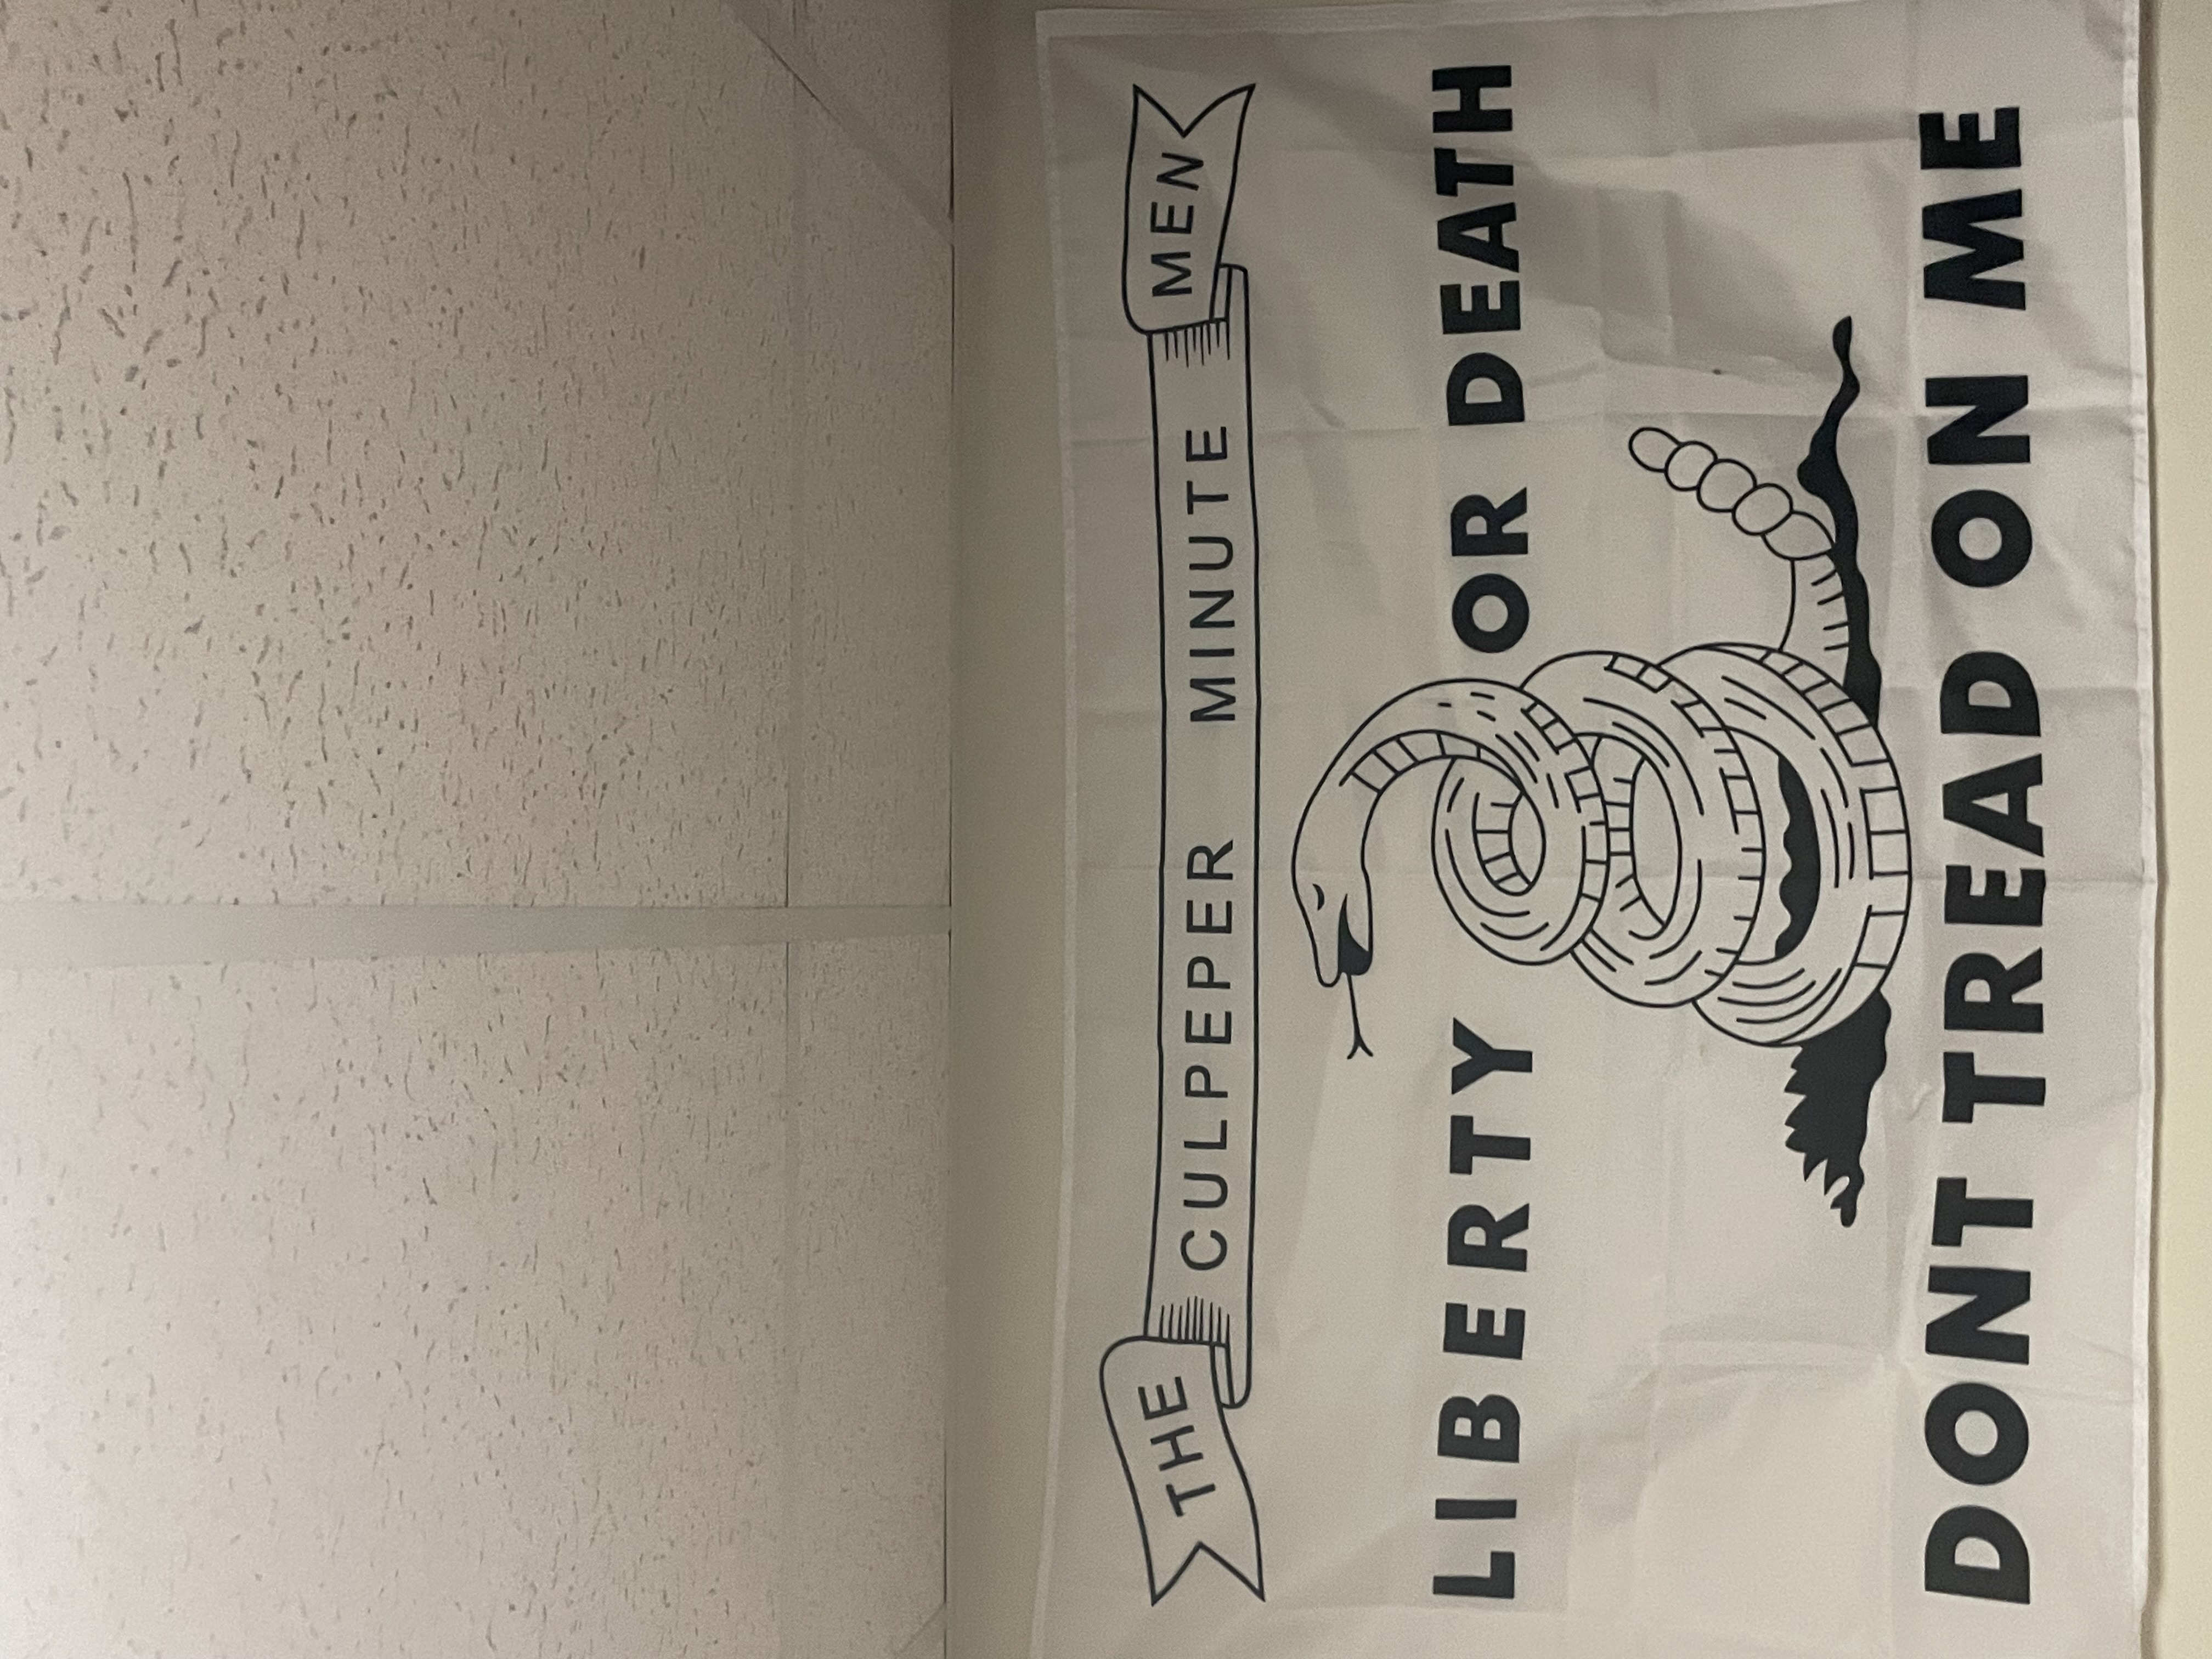 THE CULPEPER MINUTE MEN
LIBERTY OR DEATH
DONT TREAD ON ME